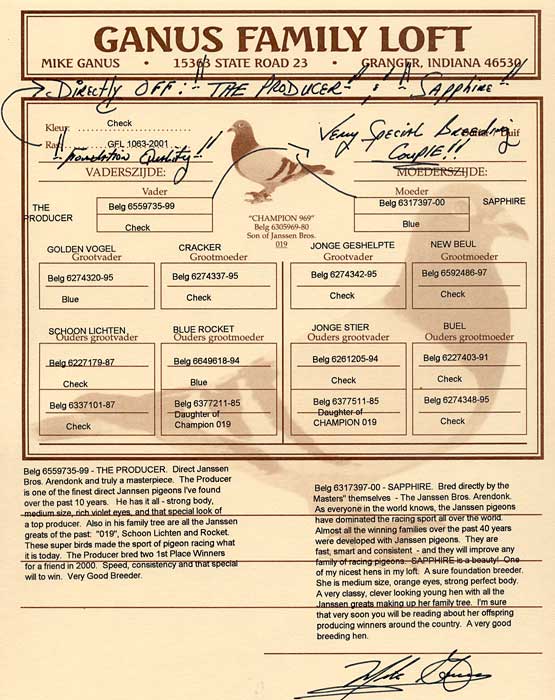 GANUS FAMILY LOFT
MIKE GANUS • 15363 STATE ROAD 23 • GRANGER, INDIANA 46530
Directly Off: "THE PRODUCER" & "Sapphire"
Kleur Check
GFL 1063-2001
"Foundation Quality"
Very Special Breeding
Couple!!
VADERSZIJDE:
MOEDERSZIJDE:
Vader
Moeder
THE PRODUCER
Belg 6559735-99
Check
Belg 6317397-00
Blue
SAPPHIRE
"CHAMPION 969"
Belg 6305969-80
Son of Janssen Bros.
019
GOLDEN VOGEL
CRACKER
JONGE GESHELPTE
NEW BEUL
Grootvader
Grootmoeder
Grootvader
Grootmoeder
Belg 6274320-95
Belg 6274337-95
Belg 6274342-95
Belg 6592486-97
Blue
Check
Check
Check
SCHOON LICHTEN
BLUE ROCKET
JONGE STIER
BUEL
Ouders grootvader
Ouders grootmoeder
Ouders grootvader
Ouders grootmoeder
Belg 6227179-87
Belg 6649618-94
Belg 6261205-94
Belg 6227403-91
Check
Blue
Check
Check
Belg 6337101-87
Belg 6377211-85
Belg 6377511-85
Belg 6274348-95
Check
Daughter of
Champion 019
Daughter of
CHAMPION 019
Check
Belg 6559735-99 - THE PRODUCER. Direct Janssen
Bros. Arendonk and truly a masterpiece. The Producer
is one of the finest direct Jannsen pigeons I've found
over the past 10 years. He has it all - strong body,
medium size, rich violet eyes, and that special look of
a top producer. Also in his family tree are all the Janssen
greats of the past: "019", Schoon Lichten and Rocket.
These super birds made the sport of pigeon racing what
it is today. The Producer bred two 1st Place Winners
for a friend in 2000. Speed, consistency and that special
will to win. Very Good Breeder.
Belg 6317397-00 - SAPPHIRE. Bred directly by the
Masters" themselves - The Janssen Bros. Arendonk.
As everyone in the world knows, the Janssen pigeons
have dominated the racing sport all over the world.
Almost all the winning families over the past 40 years
were developed with Janssen pigeons. They are
fast, smart and consistent - and they will improve any
family of racing pigeons. SAPPHIRE is a beauty! One
of my nicest hens in my loft. A sure foundation breeder.
She is medium size, orange eyes, strong perfect body.
A very classy, clever looking young hen with all the
Janssen greats making up her family tree. I'm sure
that very soon you will be reading about her offspring
producing winners around the country. A very good
breeding hen.